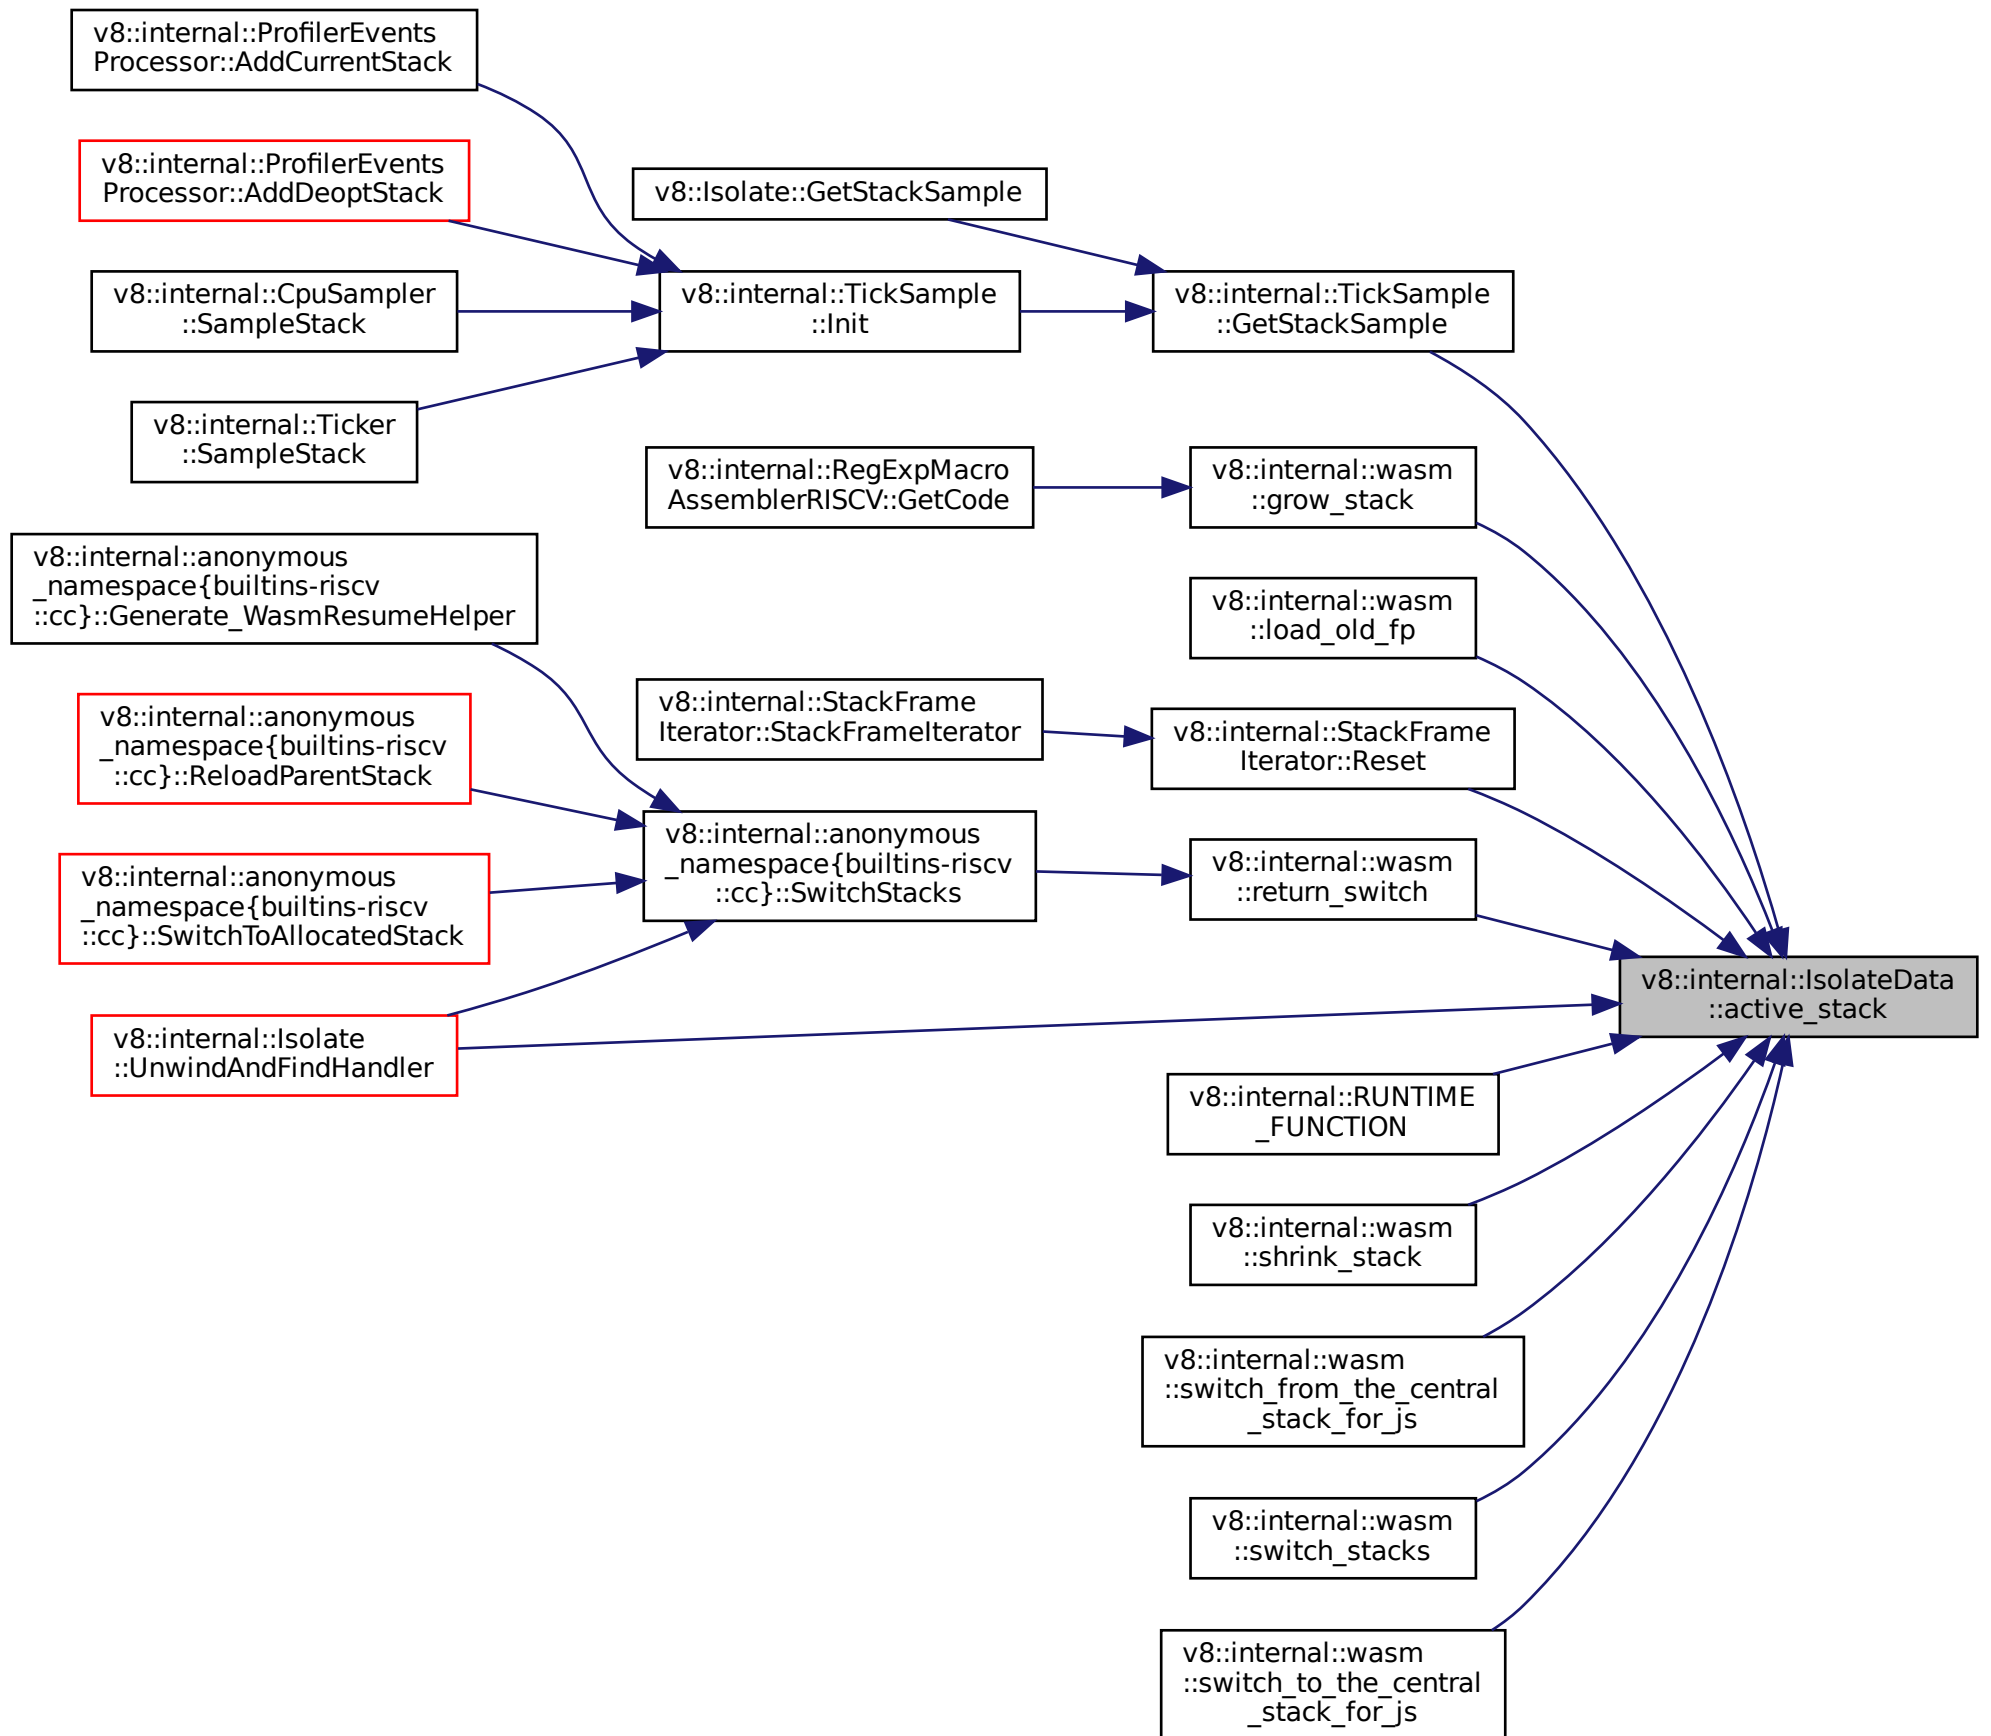 v8::internal::ProfilerEvents
Processor::AddCurrentStack
v8::internal::ProfilerEvents
Processor::AddDeoptStack
v8::internal::CpuSampler
::SampleStack
v8::internal::Ticker
::SampleStack
v8::internal::anonymous
_namespace{builtins-riscv
::cc}::Generate_WasmResumeHelper
v8::internal::anonymous
_namespace{builtins-riscv
::cc}::ReloadParentStack
v8::internal::anonymous
_namespace{builtins-riscv
::cc}::SwitchToAllocatedStack
v8::internal::Isolate
::UnwindAndFindHandler
v8::Isolate::GetStackSample
v8::internal::TickSample
::Init
v8::internal::RegExpMacro
AssemblerRISCV::GetCode
v8::internal::StackFrame
Iterator::StackFrameIterator
v8::internal::anonymous
_namespace{builtins-riscv
::cc}::SwitchStacks
v8::internal::TickSample
::GetStackSample
v8::internal::wasm
::grow_stack
v8::internal::wasm
::load_old_fp
v8::internal::StackFrame
Iterator::Reset
v8::internal::wasm
::return_switch
v8::internal::RUNTIME
_FUNCTION
v8::internal::wasm
::shrink_stack
v8::internal::wasm
::switch_from_the_central
_stack_for_js
v8::internal::wasm
::switch_stacks
v8::internal::wasm
::switch_to_the_central
_stack_for_js
v8::internal::IsolateData
::active_stack